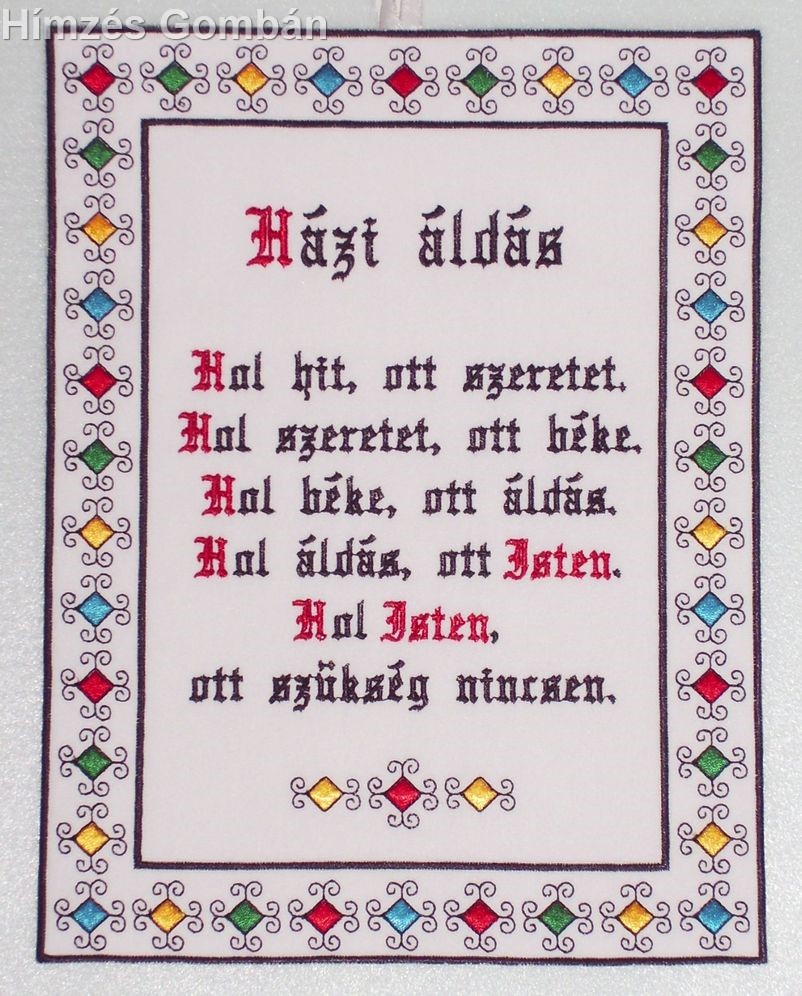 Hímzés Gombán
Házi áldás
Hol hit, ott szeretet.
Hol szeretet, ott béke.
Hol béke, ott áldás.
Hol áldás, ott Isten.
Hol Isten,
ott szükség nincsen.